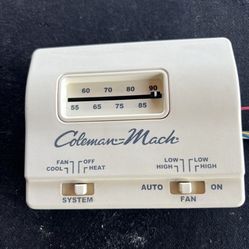 60 70 80 90
55 65 75 85
Coleman=Mach
FAN OFF
COOL HEAT
LOW LOW
HIGH HIGH
AUTO ON
SYSTEM FAN